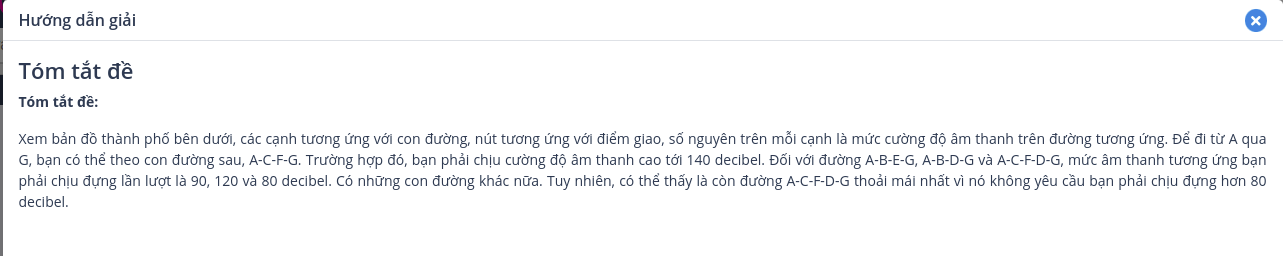 Hướng dẫn giải
Tóm tắt đề
Tóm tắt đề:
Xem bản đồ thành phố bên dưới, các cạnh tương ứng với con đường, nút tương ứng với điểm giao, số nguyên trên mỗi cạnh là mức cường độ âm thanh trên đường tương ứng. Để đi từ A qua
G, bạn có thể theo con đường sau, A-C-F-G. Trường hợp đó, bạn phải chịu cường độ âm thanh cao tới 140 decibel. Đối với đường A-B-E-G, A-B-D-G và A-C-F-D-G, mức âm thanh tương ứng bạn
phải chịu đựng lần lượt là 90, 120 và 80 decibel. Có những con đường khác nữa. Tuy nhiên, có thể thấy là còn đường A-C-F-D-G thoải mái nhất vì nó không yêu cầu bạn phải chịu đựng hơn 80
decibel.